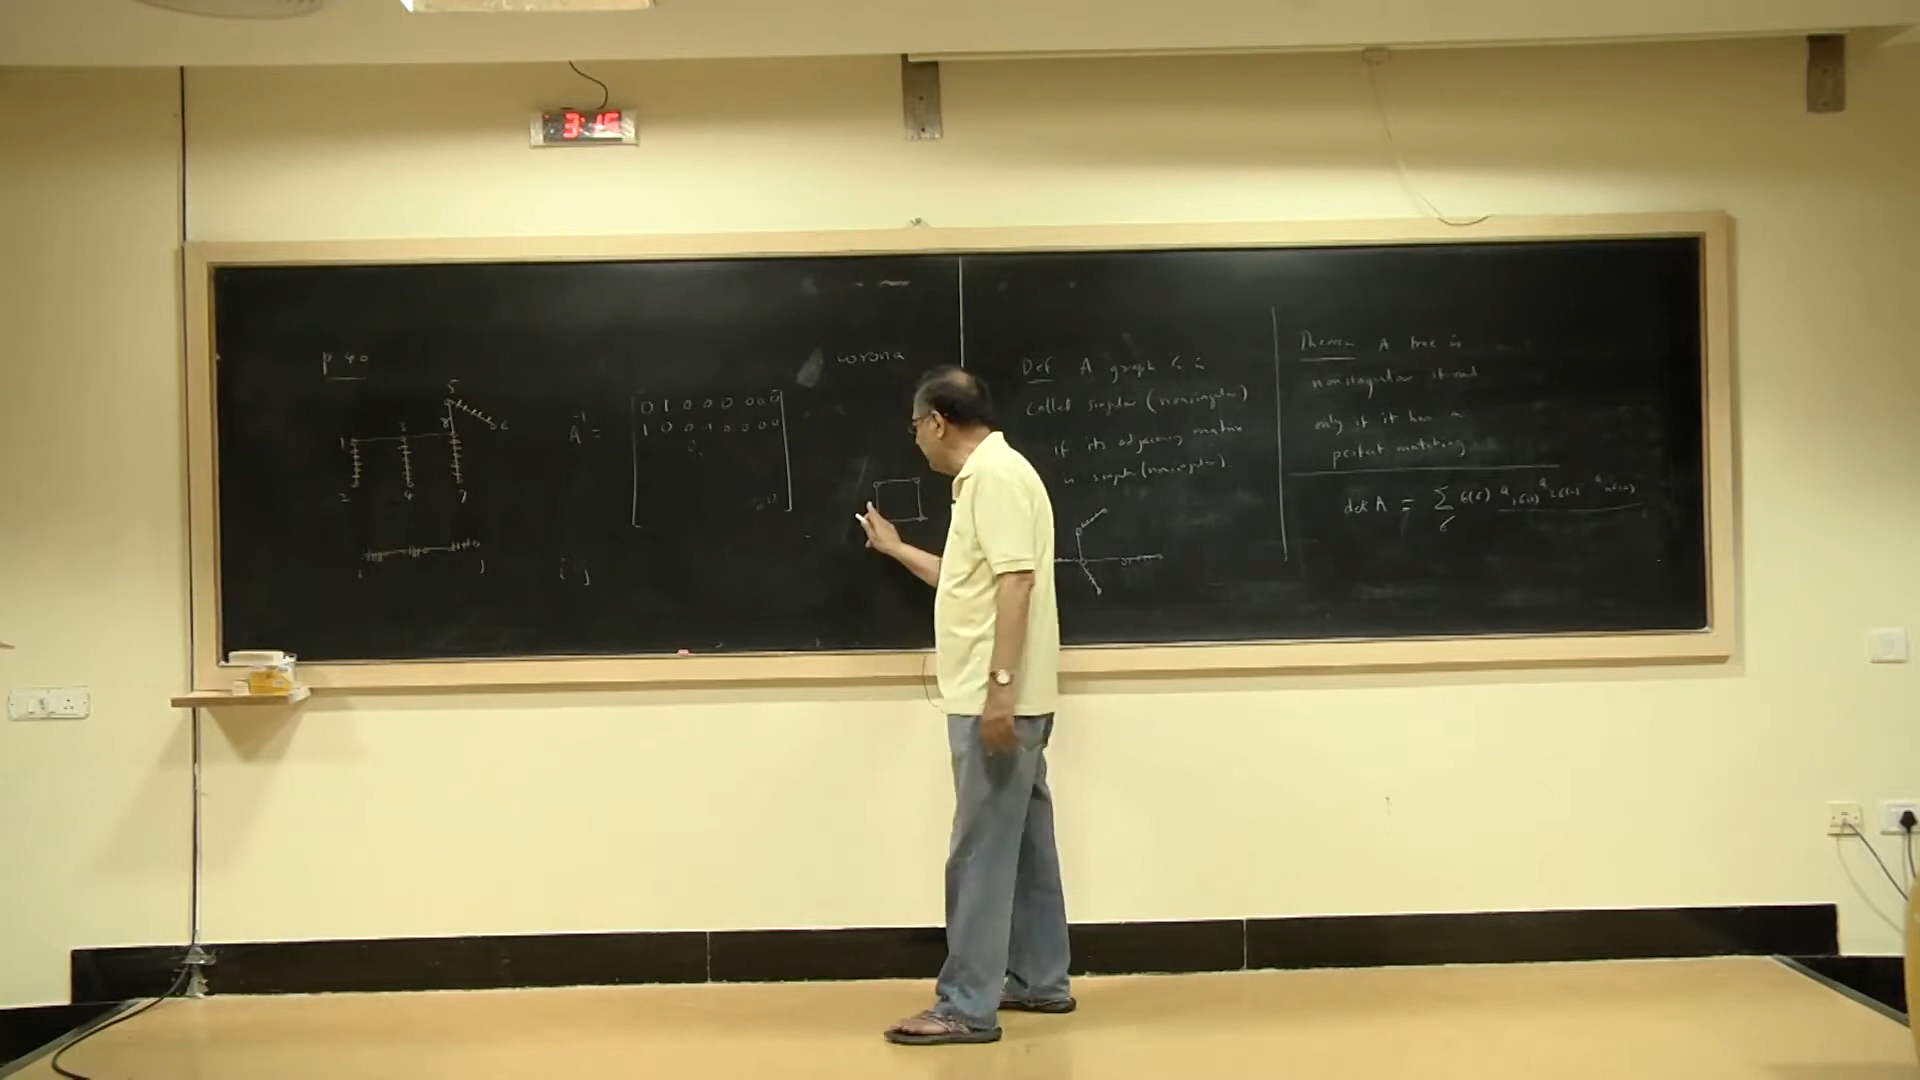 3:15
p 40
5
1 3 8 6
2 4 7
i j
i j
A⁻¹ =
0 1 0 0 0 0 0 0
1 0 0 1 0 0 0 0
0
corona
Def A graph G is
called singular (nonsingular)
if its adjacency matrix
is singular (nonsingular).
Theorem A tree is
nonsingular if and
only if it has a
perfect matching
det A = Σ
σ